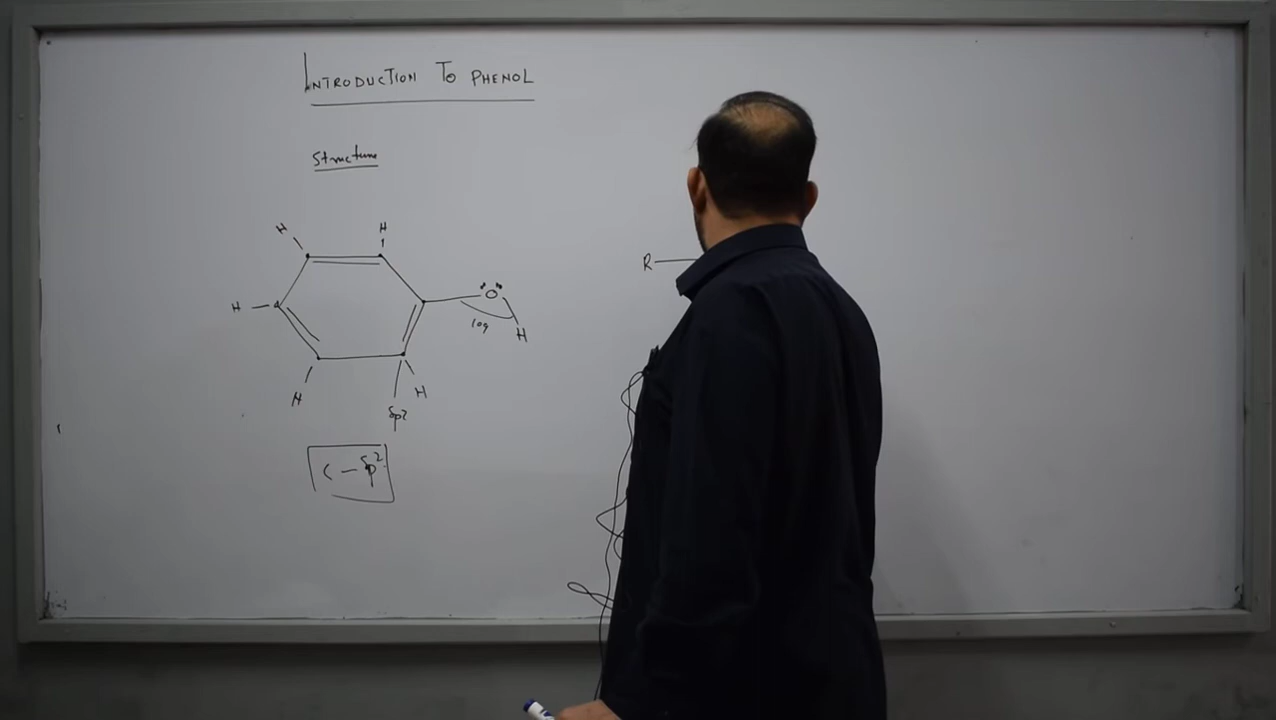 INTRODUCTION TO PHENOL
Structure
H H
H O
109
H
H H
Sp2
C - Sp2
R